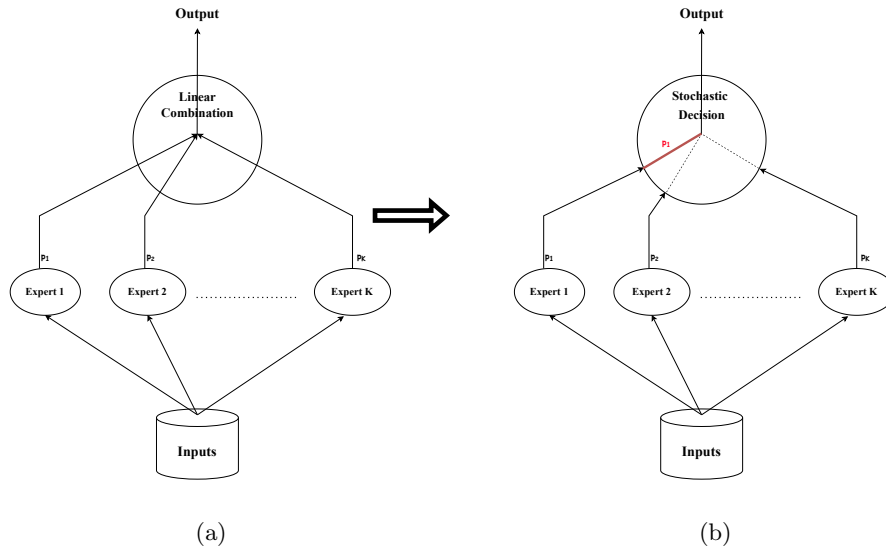 Output
Linear
Combination
p1
p2
pK
Expert 1
Expert 2
Expert K
Inputs
(a)
Output
Stochastic
Decision
p1
p1
p2
pK
Expert 1
Expert 2
Expert K
Inputs
(b)